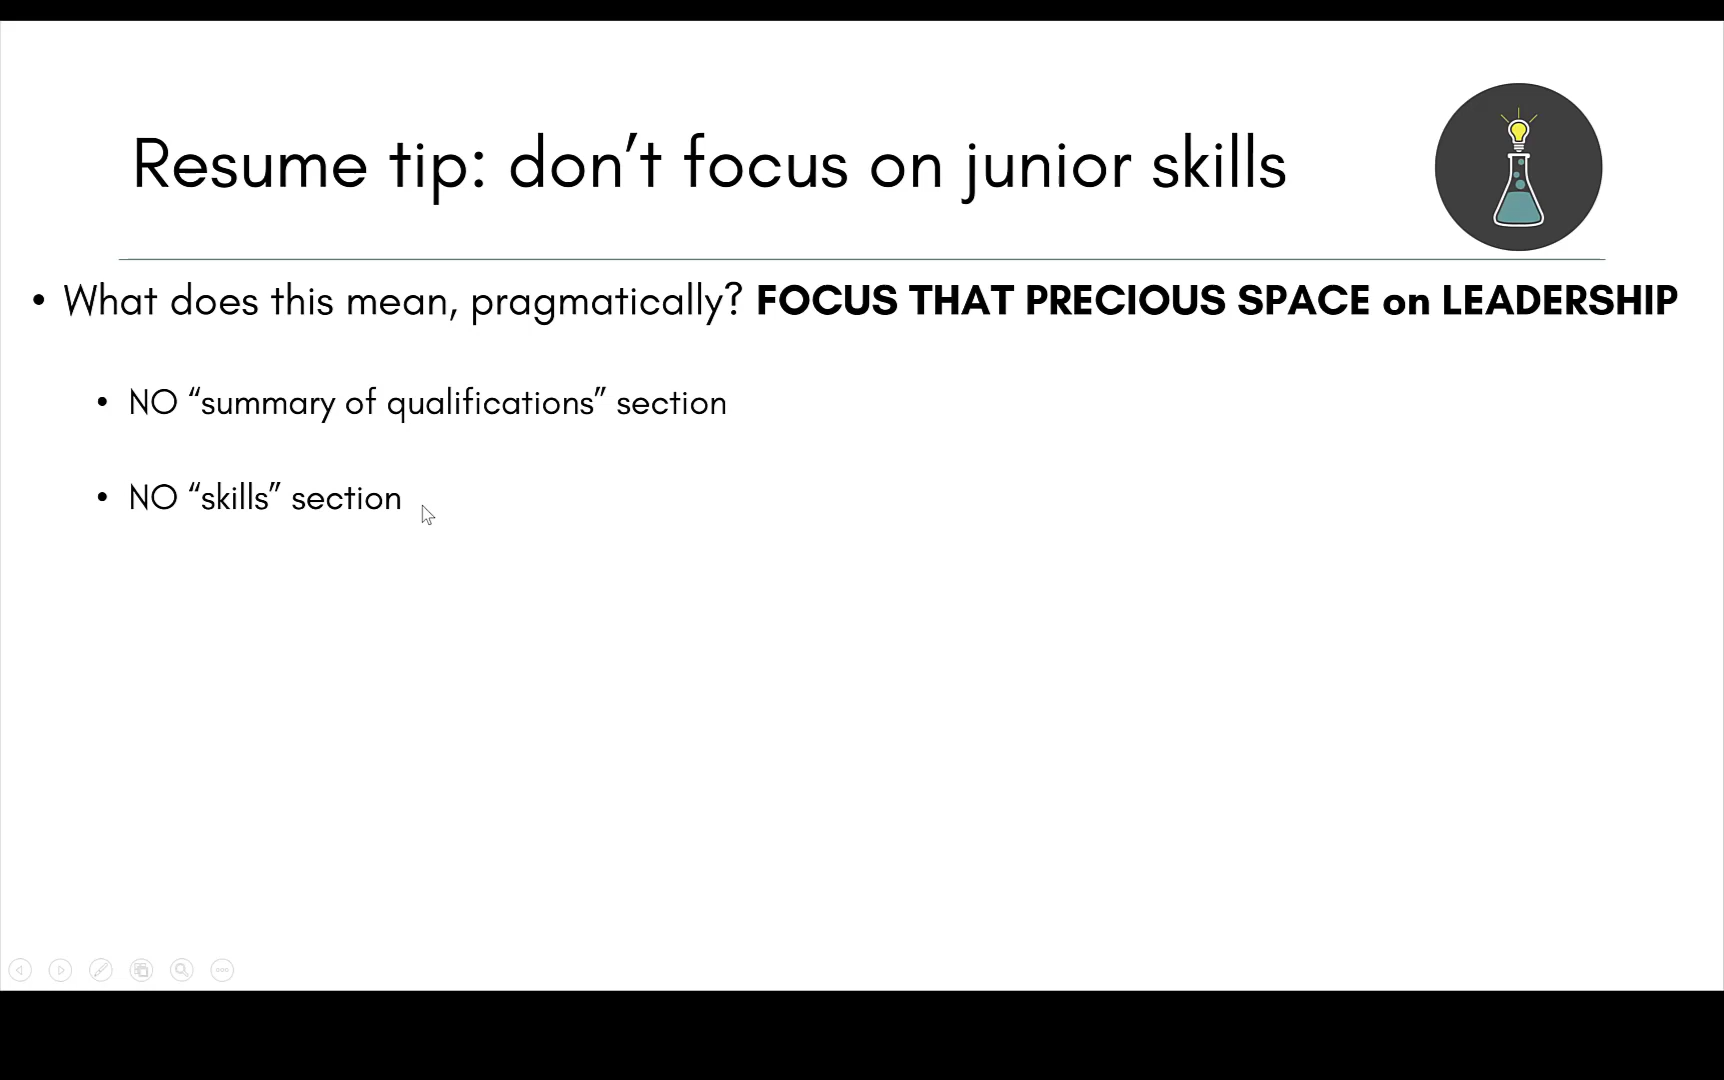 Resume tip: don’t focus on junior skills
• What does this mean, pragmatically? FOCUS THAT PRECIOUS SPACE on LEADERSHIP
• NO “summary of qualifications” section
• NO “skills” section